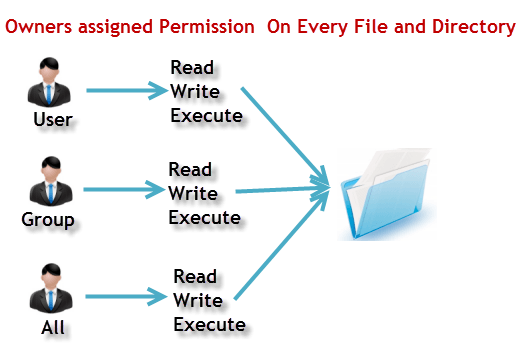 Owners assigned Permission On Every File and Directory
User
Read
Write
Execute
Group
Read
Write
Execute
All
Read
Write
Execute